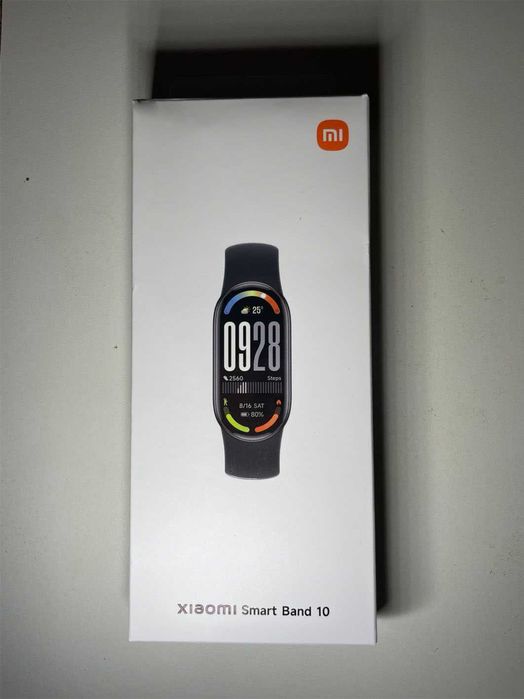 mi
25°
0928
2560 Steps
8/16 SAT
80%
xiaomi Smart Band 10